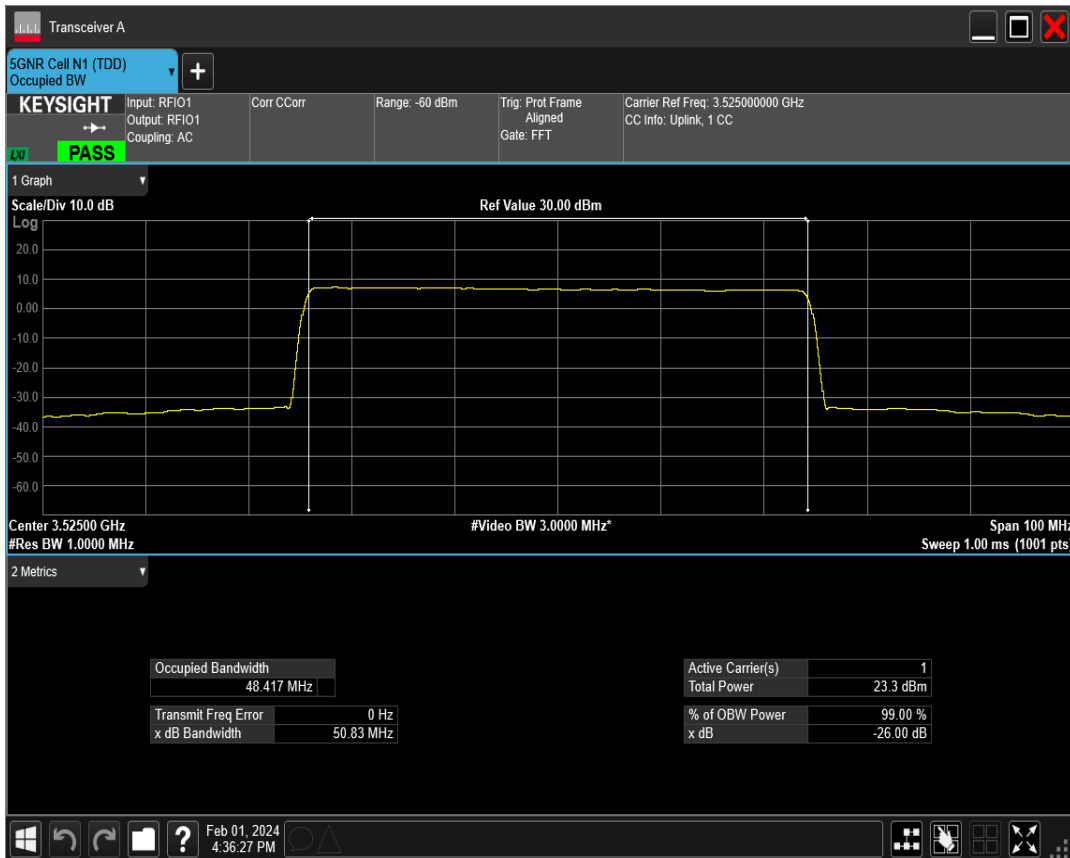 Transceiver A
5GNR Cell N1 (TDD)
Occupied BW
+
KEYSIGHT
LXI
PASS
Input: RFIO1
Output: RFIO1
Coupling: AC
Corr CCorr
Range: -60 dBm
Trig: Prot Frame
Aligned
Gate: FFT
Carrier Ref Freq: 3.525000000 GHz
CC Info: Uplink, 1 CC
1 Graph
Scale/Div 10.0 dB
Ref Value 30.00 dBm
Log
20.0
10.0
0.00
-10.0
-20.0
-30.0
-40.0
-50.0
-60.0
Center 3.52500 GHz
#Video BW 3.0000 MHz*
Span 100 MHz
#Res BW 1.0000 MHz
Sweep 1.00 ms (1001 pts)
2 Metrics
Occupied Bandwidth
48.417 MHz
Transmit Freq Error 0 Hz
x dB Bandwidth 50.83 MHz
Active Carrier(s) 1
Total Power 23.3 dBm
% of OBW Power 99.00 %
x dB -26.00 dB
?
Feb 01, 2024
4:36:27 PM